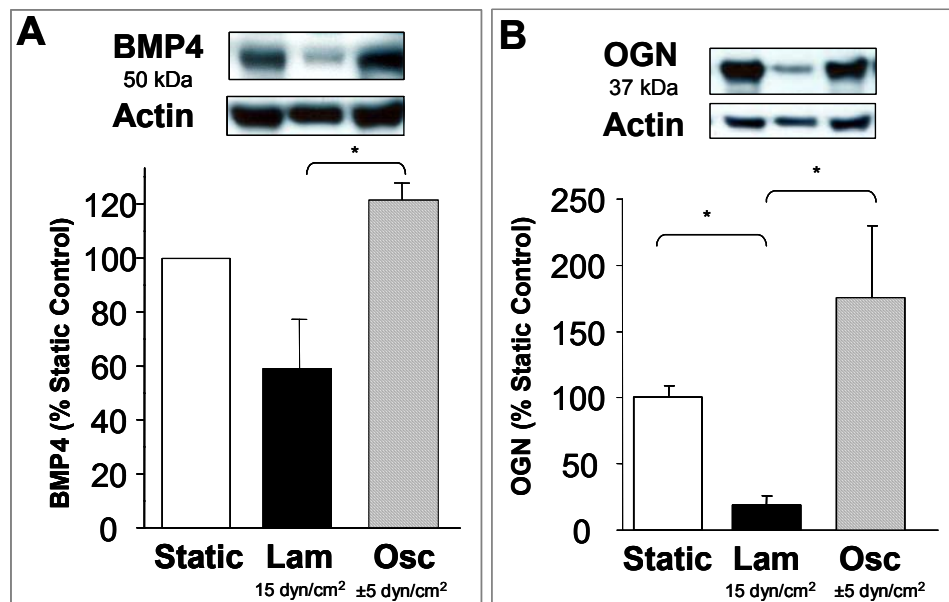 A
BMP4
50 kDa
Actin
*
120
100
80
60
40
20
0
BMP4 (% Static Control)
Static Lam Osc
15 dyn/cm² ±5 dyn/cm²
B
OGN
37 kDa
Actin
*
*
250
200
150
100
50
0
OGN (% Static Control)
Static Lam Osc
15 dyn/cm² ±5 dyn/cm²